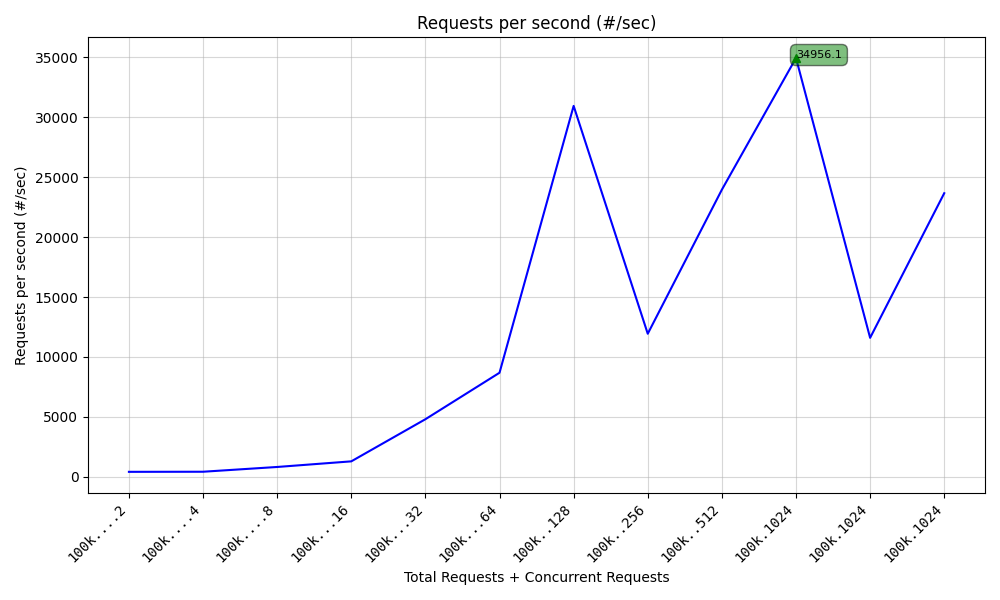 Requests per second (#/sec)
34956.1
35000
30000
25000
20000
15000
10000
5000
0
Requests per second (#/sec)
100k....2
100k....4
100k....8
100k...16
100k...32
100k...64
100k..128
100k..256
100k..512
100k.1024
100k.1024
100k.1024
Total Requests + Concurrent Requests